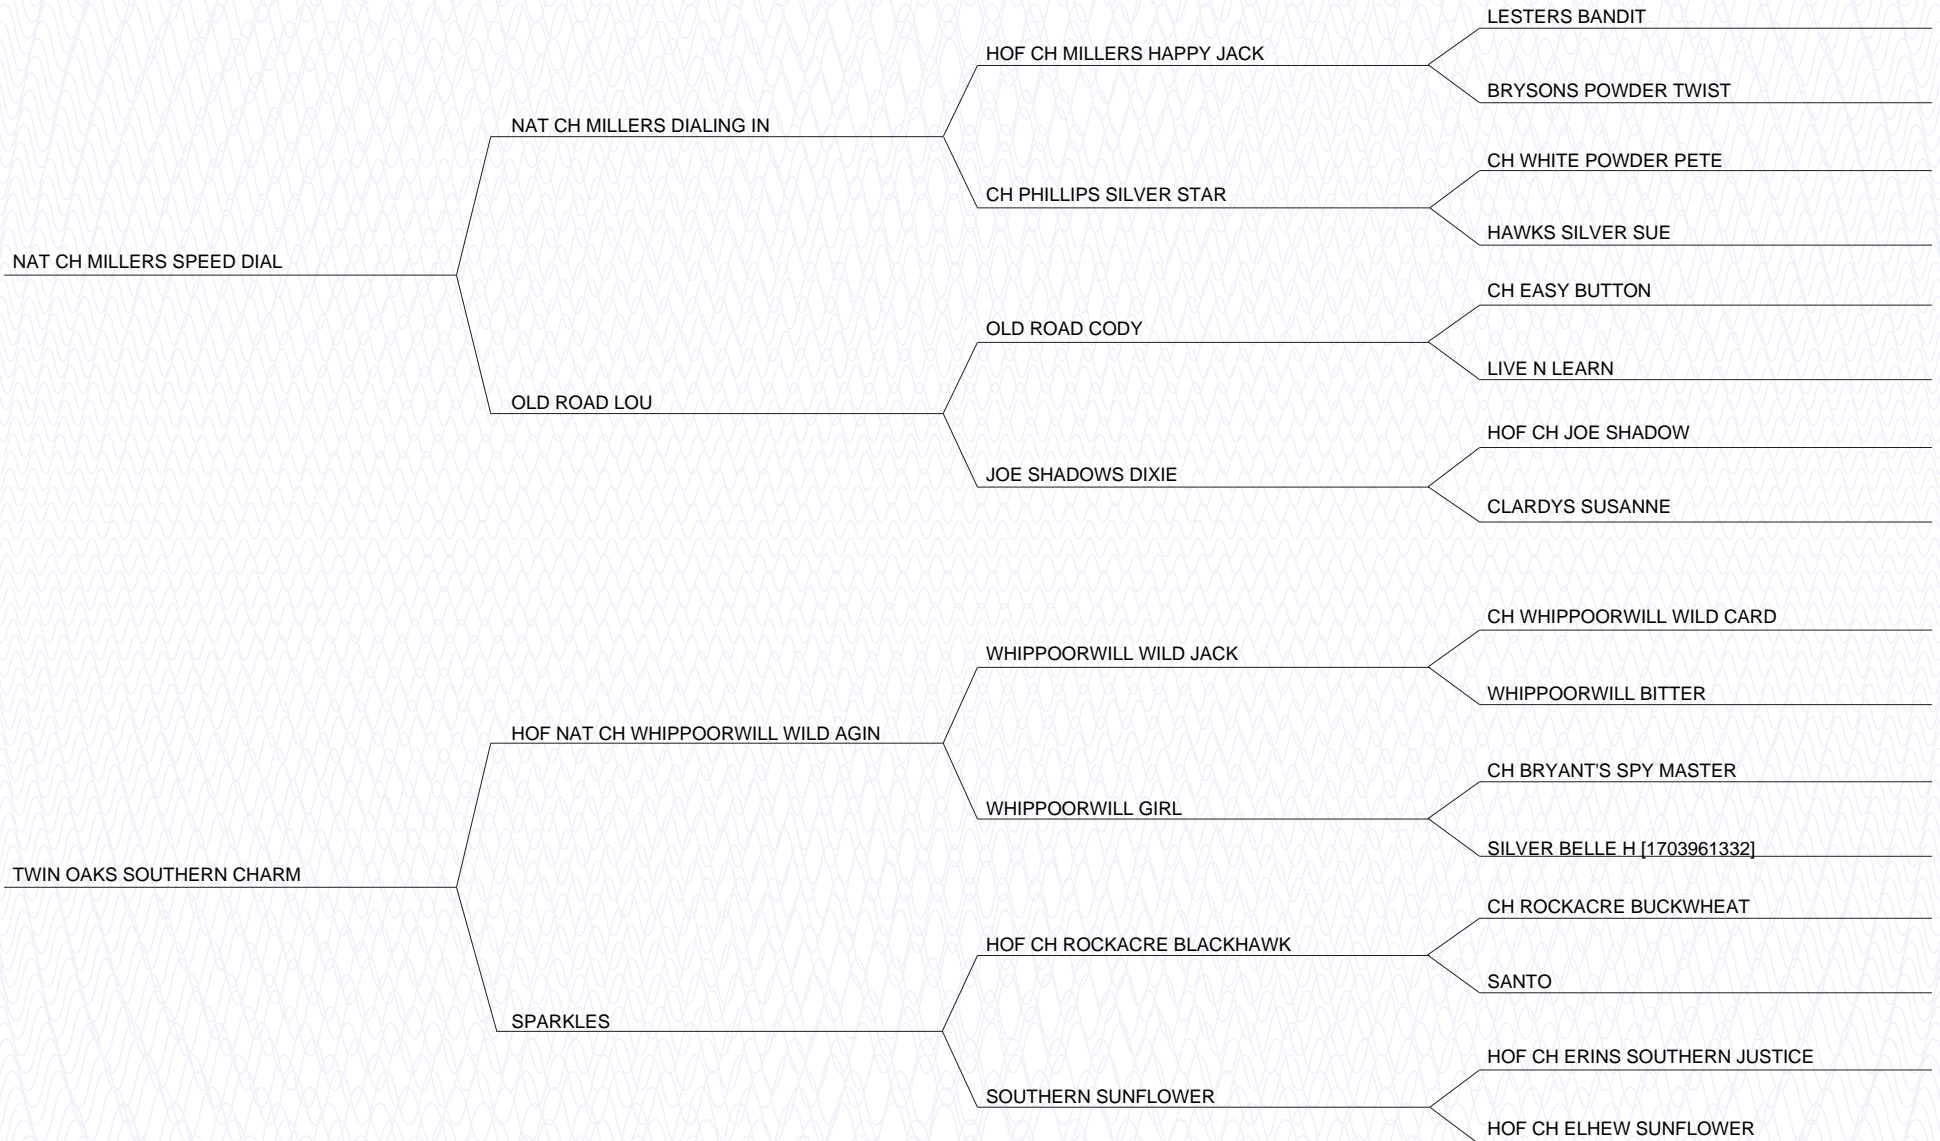 LESTERS BANDIT
HOF CH MILLERS HAPPY JACK
BRYSONS POWDER TWIST
NAT CH MILLERS DIALING IN
CH WHITE POWDER PETE
CH PHILLIPS SILVER STAR
HAWKS SILVER SUE
NAT CH MILLERS SPEED DIAL
CH EASY BUTTON
OLD ROAD CODY
LIVE N LEARN
OLD ROAD LOU
HOF CH JOE SHADOW
JOE SHADOWS DIXIE
CLARDYS SUSANNE
CH WHIPPOORWILL WILD CARD
WHIPPOORWILL WILD JACK
WHIPPOORWILL BITTER
HOF NAT CH WHIPPOORWILL WILD AGIN
CH BRYANT'S SPY MASTER
WHIPPOORWILL GIRL
SILVER BELLE H [1703961332]
TWIN OAKS SOUTHERN CHARM
CH ROCKACRE BUCKWHEAT
HOF CH ROCKACRE BLACKHAWK
SANTO
SPARKLES
HOF CH ERINS SOUTHERN JUSTICE
SOUTHERN SUNFLOWER
HOF CH ELHEW SUNFLOWER